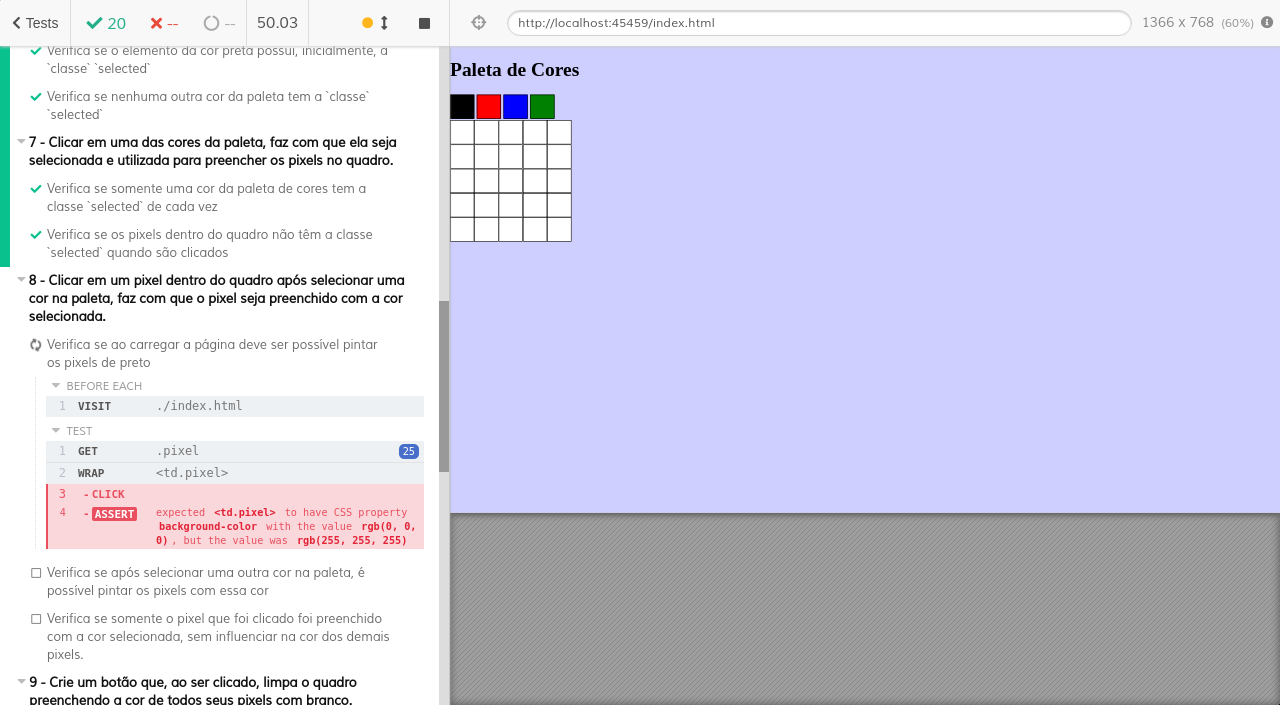 Tests
20
--
--
50.03
http://localhost:45459/index.html
1366 x 768 (60%)
Verifica se o elemento da cor preta possui, inicialmente, a
`classe` `selected`
Verifica se nenhuma outra cor da paleta tem a `classe`
`selected`
7 - Clicar em uma das cores da paleta, faz com que ela seja
selecionada e utilizada para preencher os pixels no quadro.
Verifica se somente uma cor da paleta de cores tem a
classe `selected` de cada vez
Verifica se os pixels dentro do quadro não têm a classe
`selected` quando são clicados
8 - Clicar em um pixel dentro do quadro após selecionar uma
cor na paleta, faz com que o pixel seja preenchido com a cor
selecionada.
Verifica se ao carregar a página deve ser possível pintar
os pixels de preto
BEFORE EACH
1 VISIT ./index.html
TEST
1 GET .pixel 25
2 WRAP <td.pixel>
3 -CLICK
4 -ASSERT expected <td.pixel> to have CSS property
background-color with the value rgb(0, 0,
0), but the value was rgb(255, 255, 255)
Verifica se após selecionar uma outra cor na paleta, é
possível pintar os pixels com essa cor
Verifica se somente o pixel que foi clicado foi preenchido
com a cor selecionada, sem influenciar na cor dos demais
pixels.
9 - Crie um botão que, ao ser clicado, limpa o quadro
preenchendo a cor de todos seus pixels com branco.
Paleta de Cores